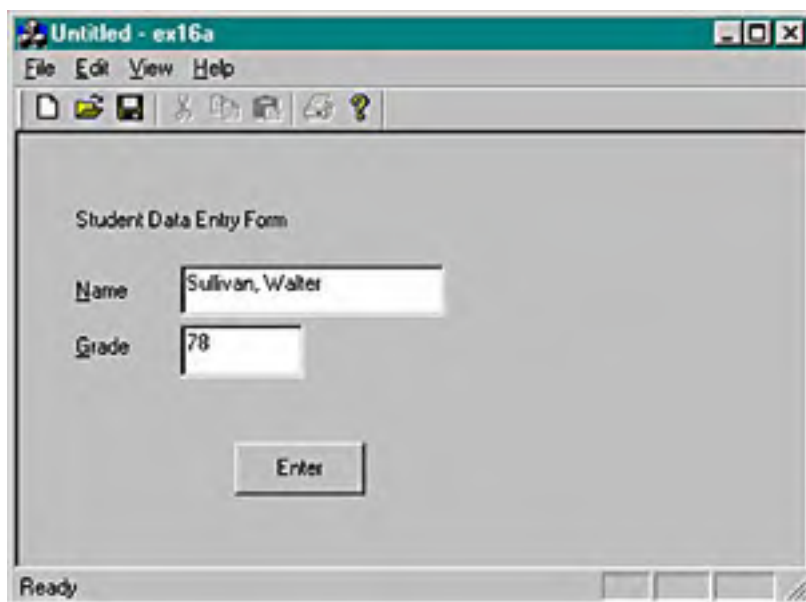 Untitled - ex16a
File Edit View Help
Student Data Entry Form
Name Sullivan, Walter
Grade 78
Enter
Ready